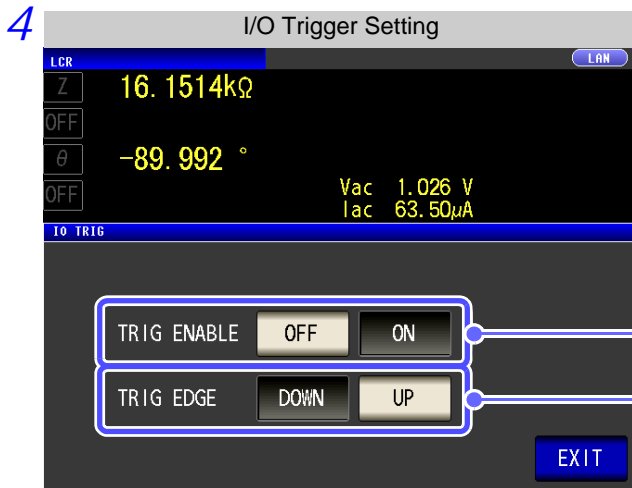 4
I/O Trigger Setting
LCR
LAN
Z 16.1514kΩ
OFF
θ -89.992 °
OFF
Vac 1.026 V
Iac 63.50μA
IO TRIG
TRIG ENABLE OFF ON
TRIG EDGE DOWN UP
EXIT